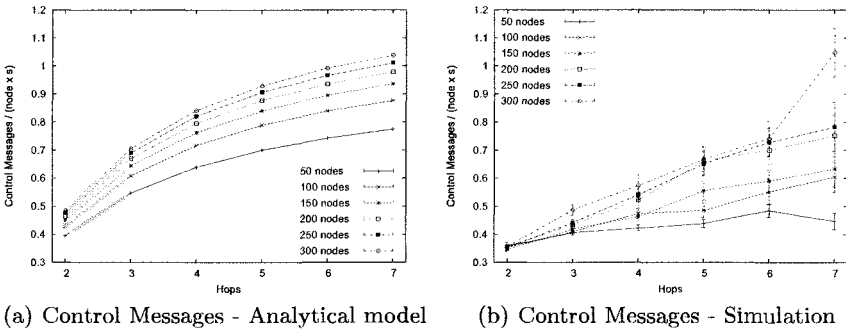 1.2
1.1
1
0.9
0.8
0.7
0.6
0.5
0.4
0.3
Control Messages / (node x s)
50 nodes
100 nodes
150 nodes
200 nodes
250 nodes
300 nodes
2 3 4 5 6 7
Hops
(a) Control Messages - Analytical model
1.2
1.1
1
0.9
0.8
0.7
0.6
0.5
0.4
0.3
Control Messages / (node x s)
50 nodes
100 nodes
150 nodes
200 nodes
250 nodes
300 nodes
2 3 4 5 6 7
Hops
(b) Control Messages - Simulation